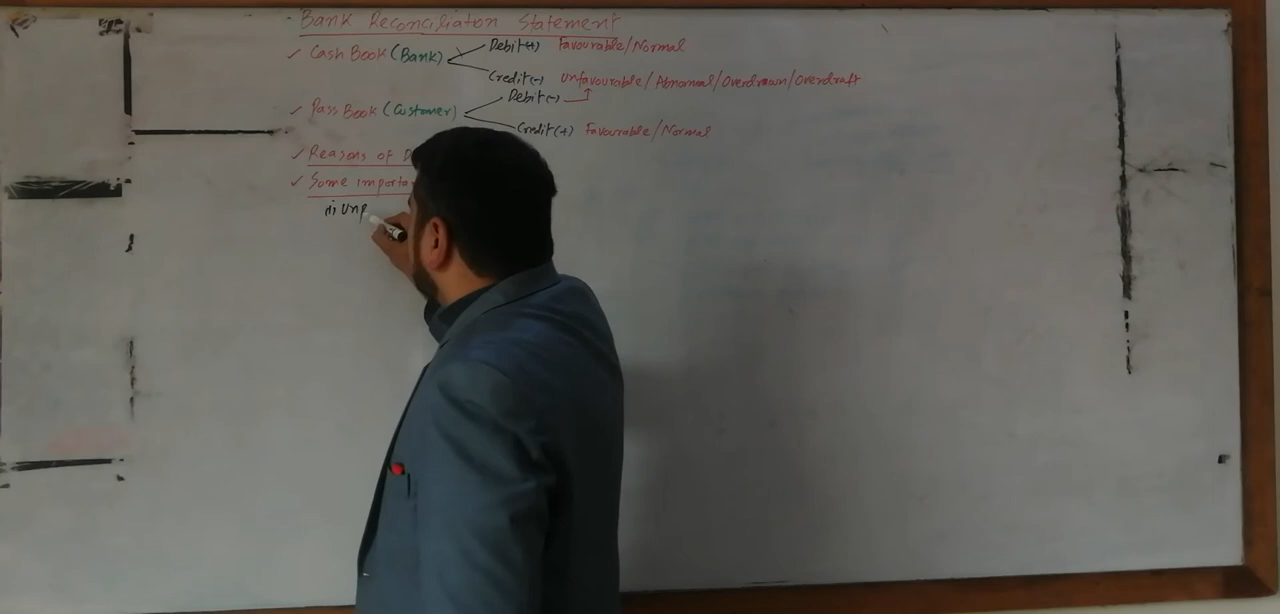 Bank Reconciliation Statement
✓ Cash Book (Bank) Debit(+) Favourable/Normal
Credit(-) Unfavourable/Abnormal/Overdrawn/Overdraft
✓ Pass Book (Customer) Debit(-)
Credit(+) Favourable/Normal
✓ Reasons of D
✓ Some importa
Unp